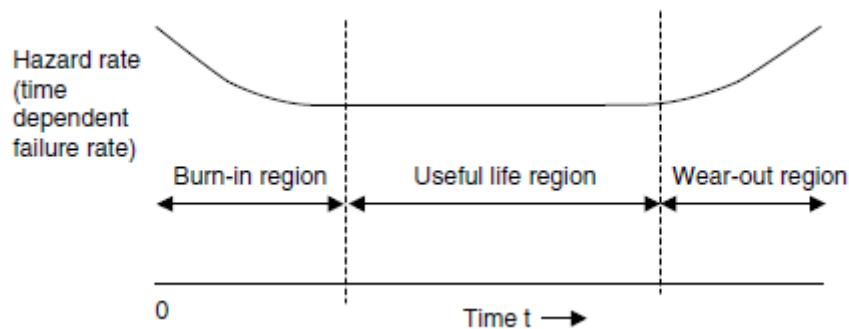 Hazard rate
(time
dependent
failure rate)
Burn-in region
Useful life region
Wear-out region
0
Time t